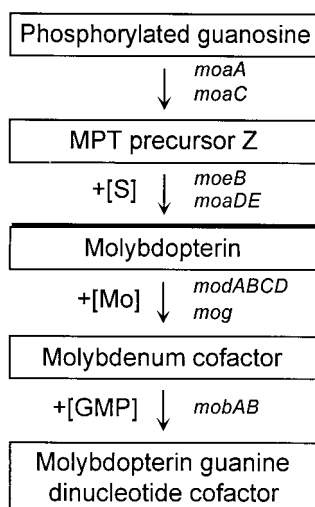 Phosphorylated guanosine
moaA
moaC
MPT precursor Z
+[S]
moeB
moaDE
Molybdopterin
+[Mo]
modABCD
mog
Molybdenum cofactor
+[GMP]
mobAB
Molybdopterin guanine
dinucleotide cofactor